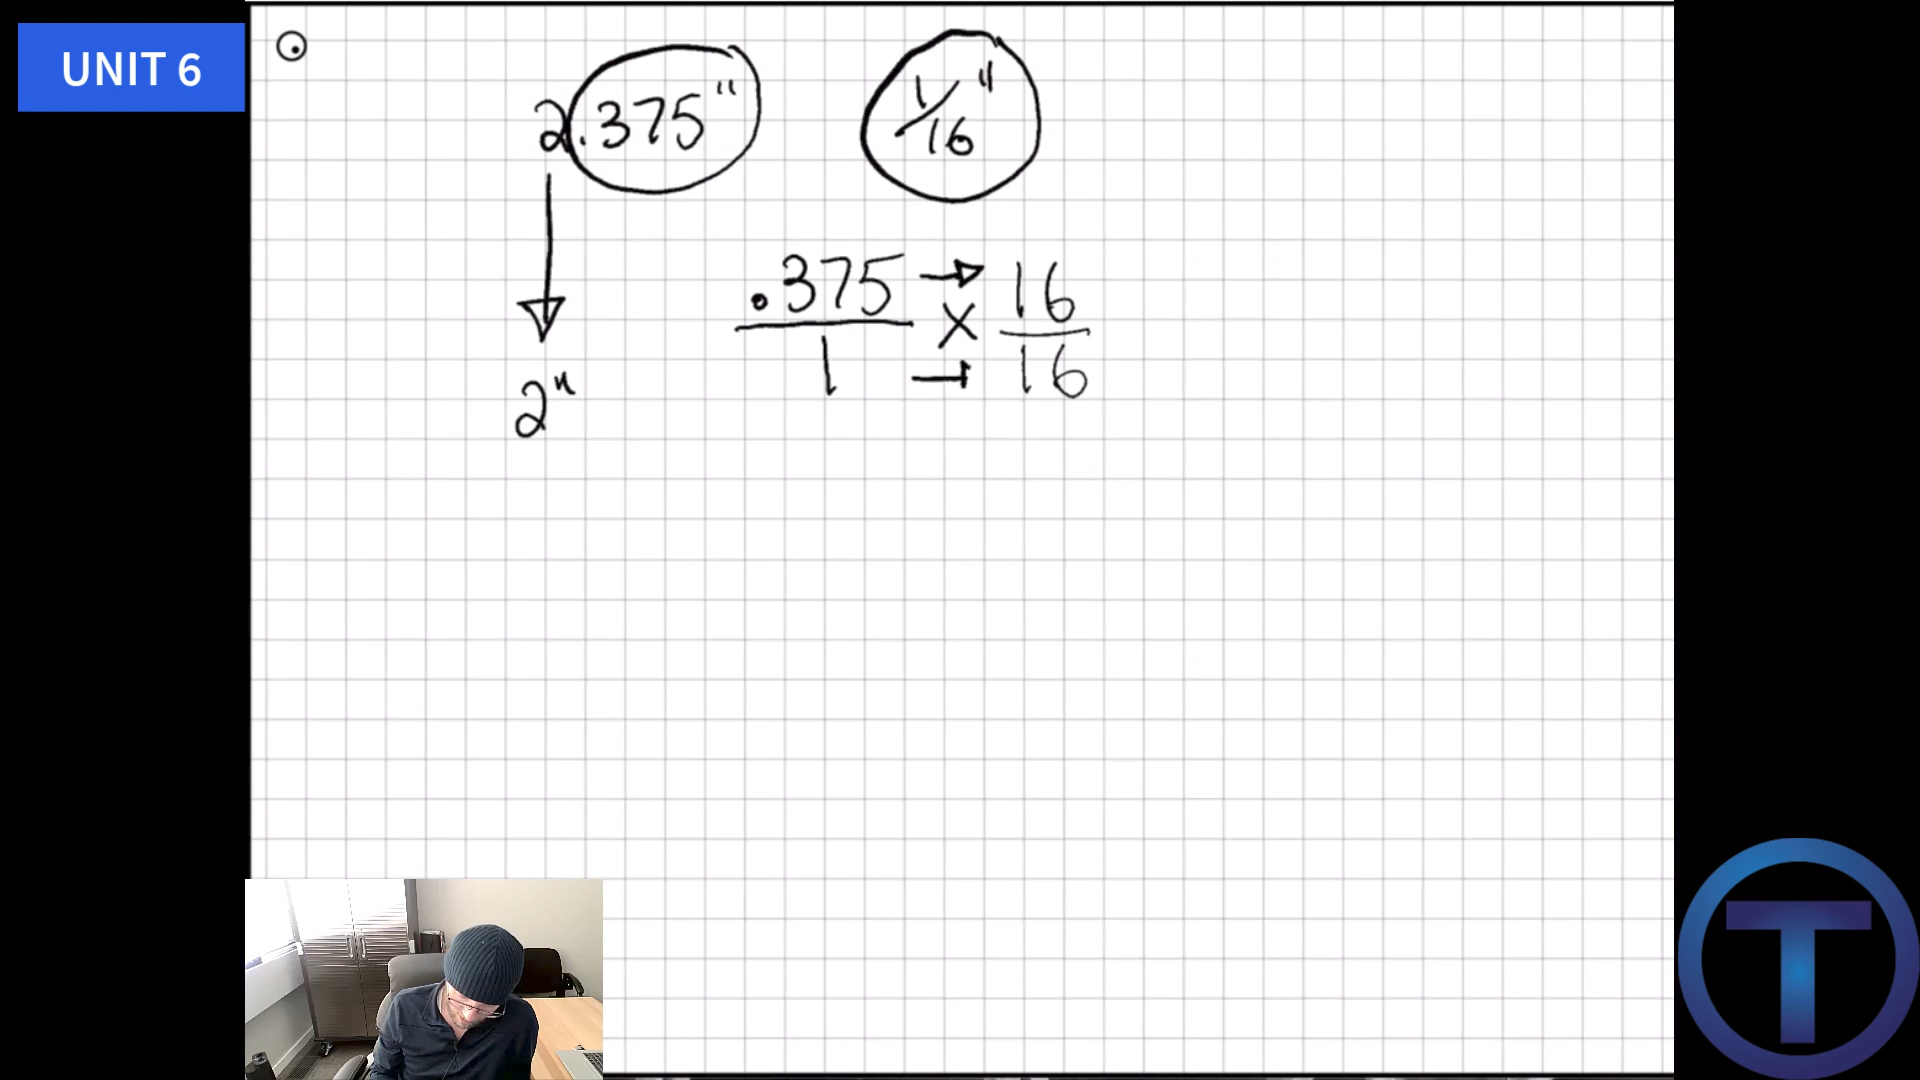 UNIT 6
2.375" 1/16"
.375 → 16
X
1 → 16
2"
T